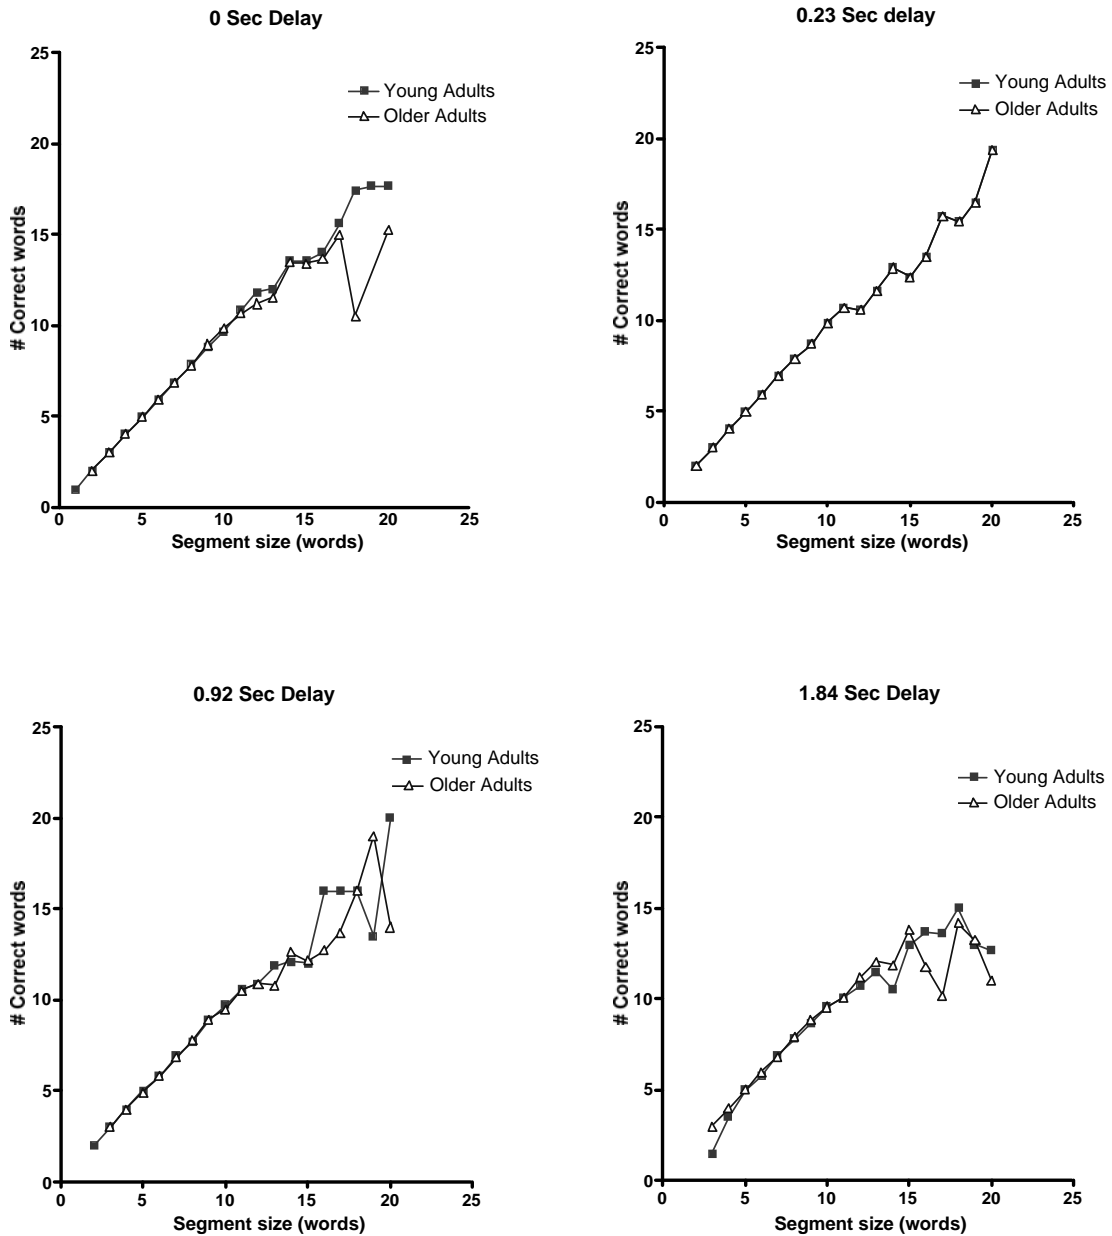 0 Sec Delay
25
20
15
10
5
0
# Correct words
Young Adults
Older Adults
0 5 10 15 20 25
Segment size (words)
0.23 Sec delay
25
20
15
10
5
0
# Correct words
Young Adults
Older Adults
0 5 10 15 20 25
Segment size (words)
0.92 Sec Delay
25
20
15
10
5
0
# Correct words
Young Adults
Older Adults
0 5 10 15 20 25
Segment size (words)
1.84 Sec Delay
25
20
15
10
5
0
# Correct words
Young Adults
Older Adults
0 5 10 15 20 25
Segment size (words)